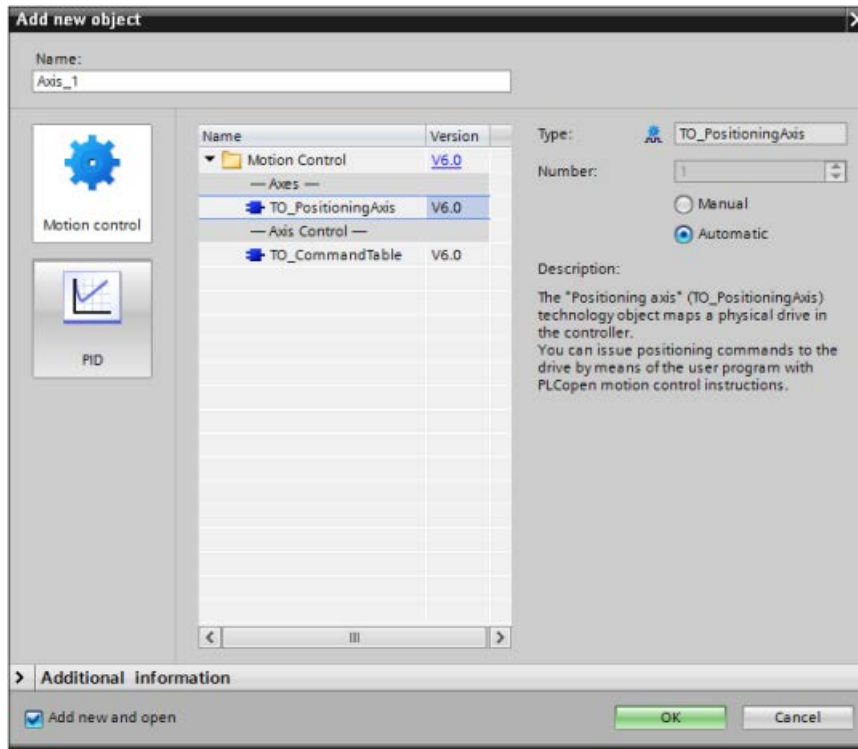 Add new object
Name:
Axis_1
Motion control
PID
Name Version
Motion Control V6.0
— Axes —
TO_PositioningAxis V6.0
— Axis Control —
TO_CommandTable V6.0
Type: TO_PositioningAxis
Number: 1
Manual
Automatic
Description:
The "Positioning axis" (TO_PositioningAxis)
technology object maps a physical drive in
the controller.
You can issue positioning commands to the
drive by means of the user program with
PLCopen motion control instructions.
Additional information
Add new and open
OK Cancel